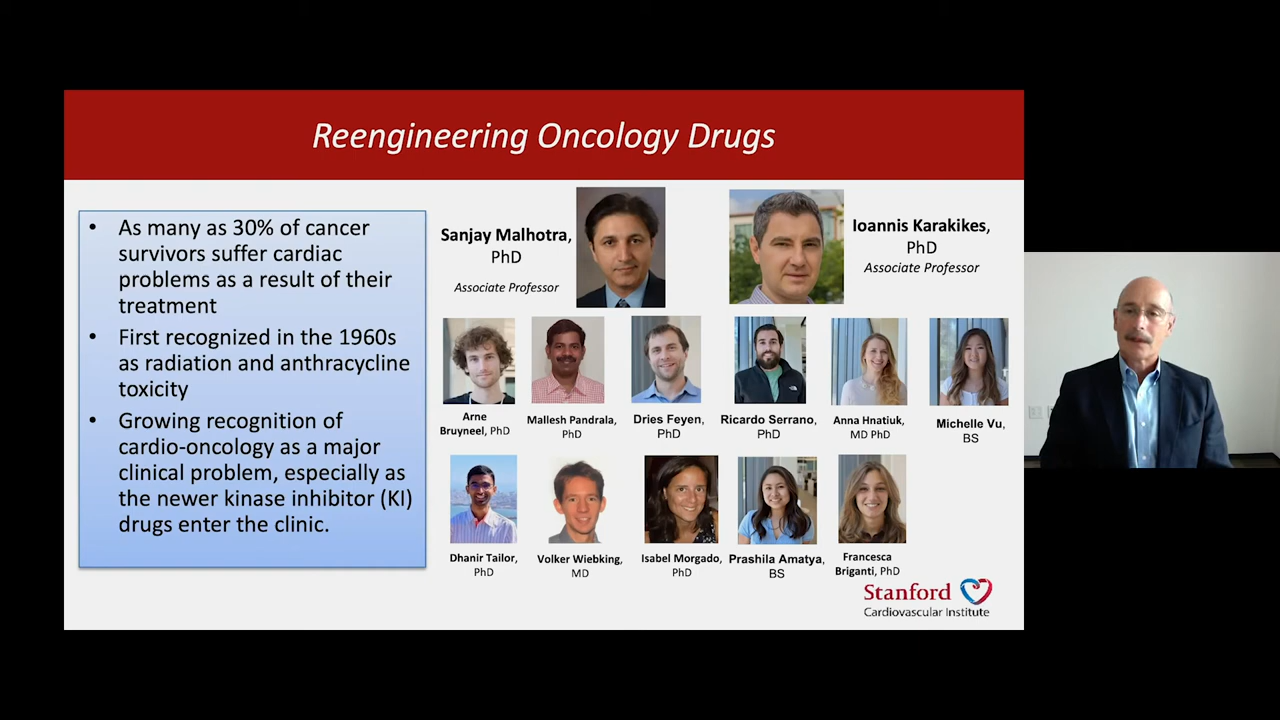 Reengineering Oncology Drugs
• As many as 30% of cancer
survivors suffer cardiac
problems as a result of their
treatment
• First recognized in the 1960s
as radiation and anthracycline
toxicity
• Growing recognition of
cardio-oncology as a major
clinical problem, especially as
the newer kinase inhibitor (KI)
drugs enter the clinic.
Sanjay Malhotra,
PhD
Associate Professor
Ioannis Karakikes,
PhD
Associate Professor
Arne
Bruyneel, PhD
Mallesh Pandrala,
PhD
Dries Feyen,
PhD
Ricardo Serrano,
PhD
Anna Hnatiuk,
MD PhD
Michelle Vu,
BS
Dhanir Tailor,
PhD
Volker Wiebking,
MD
Isabel Morgado,
PhD
Prashila Amatya,
BS
Francesca
Briganti, PhD
Stanford
Cardiovascular Institute